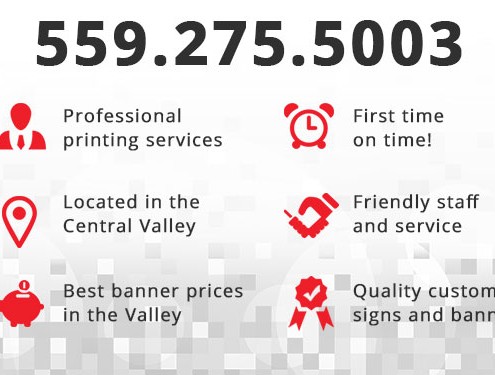 559.275.5003
Professional
printing services
First time
on time!
Located in the
Central Valley
Friendly staff
and service
Best banner prices
in the Valley
Quality custom
signs and